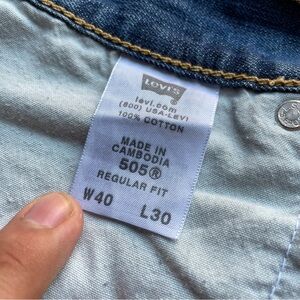 LEVI'S
levi.com
(800) USA-LEVI
100% COTTON
MADE IN
CAMBODIA
505®
REGULAR FIT
W40 L30